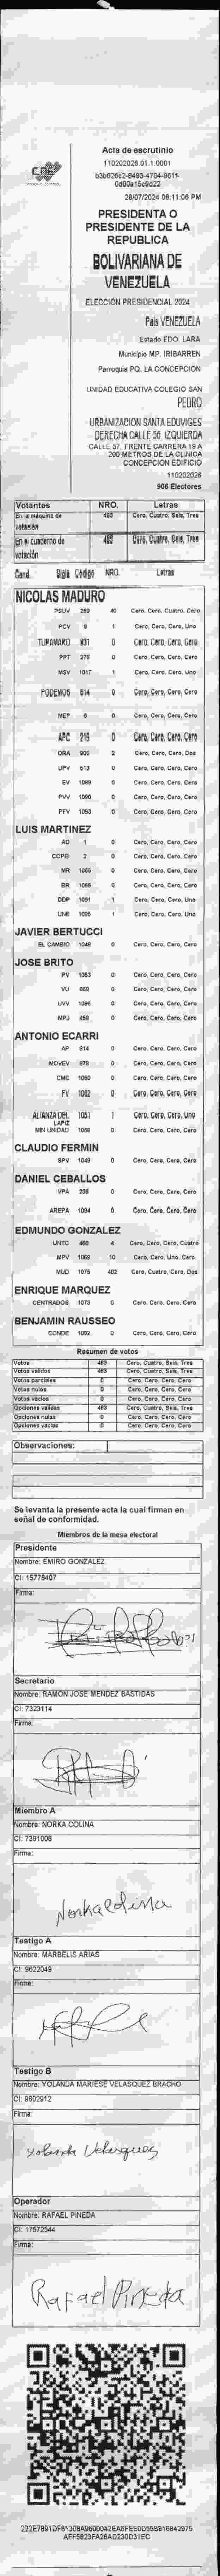 CNE
Acta de escrutinio
110202026.01.1.0001
28/07/2024 06:11:06 PM
PRESIDENTA O
PRESIDENTE DE LA
REPUBLICA
BOLIVARIANA DE
VENEZUELA
ELECCIÓN PRESIDENCIAL 2024
País VENEZUELA
Estado EDO. LARA
Municipio MP. IRIBARREN
Parroquia PQ. LA CONCEPCION
UNIDAD EDUCATIVA COLEGIO SAN
PEDRO
URBANIZACIÓN SANTA EDUVIGES
DERECHA CALLE 56. IZQUIERDA
CALLE 57. FRENTE CARRERA 19 A
200 METROS DE LA CLINICA
CONCEPCION EDIFICIO
110202026
906 Electores
Votantes NRO. Letras
En la máquina de votación 463 Cero, Cuatro, Seis, Tres
En el cuaderno de votación 463 Cero, Cuatro, Seis, Tres
Cand. Sigla Código NRO. Letras
NICOLAS MADURO
PSUV 269 40 Cero, Cero, Cuatro, Cero
PCV 9 1 Cero, Cero, Cero, Uno
TUPAMARO 931 0 Cero, Cero, Cero, Cero
PPT 275 0 Cero, Cero, Cero, Cero
MSV 1017 1 Cero, Cero, Cero, Uno
PODEMOS 514 0 Cero, Cero, Cero, Cero
MEP 6 0 Cero, Cero, Cero, Cero
APC 219 0 Cero, Cero, Cero, Cero
ORA 906 2 Cero, Cero, Cero, Dos
UPV 513 0 Cero, Cero, Cero, Cero
EV 1089 0 Cero, Cero, Cero, Cero
PVV 1090 0 Cero, Cero, Cero, Cero
PFV 1093 0 Cero, Cero, Cero, Cero
LUIS MARTINEZ
AD 1 0 Cero, Cero, Cero, Cero
COPEI 2 0 Cero, Cero, Cero, Cero
MR 1065 0 Cero, Cero, Cero, Cero
BR 1066 0 Cero, Cero, Cero, Cero
DDP 1091 1 Cero, Cero, Cero, Uno
UNE 1095 1 Cero, Cero, Cero, Uno
JAVIER BERTUCCI
EL CAMBIO 1048 0 Cero, Cero, Cero, Cero
JOSE BRITO
PV 1053 0 Cero, Cero, Cero, Cero
VU 869 0 Cero, Cero, Cero, Cero
UVV 1096 0 Cero, Cero, Cero, Cero
MPJ 458 0 Cero, Cero, Cero, Cero
ANTONIO ECARRI
AP 914 0 Cero, Cero, Cero, Cero
MOVEV 978 0 Cero, Cero, Cero, Cero
CMC 1050 0 Cero, Cero, Cero, Cero
FV 1062 0 Cero, Cero, Cero, Cero
ALIANZA DEL LAPIZ 1051 1 Cero, Cero, Cero, Uno
MIN UNIDAD 1068 0 Cero, Cero, Cero, Cero
CLAUDIO FERMIN
SPV 1049 0 Cero, Cero, Cero, Cero
DANIEL CEBALLOS
VPA 236 0 Cero, Cero, Cero, Cero
AREPA 1094 0 Cero, Cero, Cero, Cero
EDMUNDO GONZALEZ
UNTC 460 4 Cero, Cero, Cero, Cuatro
MPV 1069 10 Cero, Cero, Uno, Cero
MUD 1075 402 Cero, Cuatro, Cero, Dos
ENRIQUE MARQUEZ
CENTRADOS 1073 0 Cero, Cero, Cero, Cero
BENJAMIN RAUSSEO
CONDE 1092 0 Cero, Cero, Cero, Cero
Resumen de votos
Votos 463 Cero, Cuatro, Seis, Tres
Votos validos 463 Cero, Cuatro, Seis, Tres
Votos parciales 0 Cero, Cero, Cero, Cero
Votos nulos 0 Cero, Cero, Cero, Cero
Votos vacios 0 Cero, Cero, Cero, Cero
Opciones validas 463 Cero, Cuatro, Seis, Tres
Opciones nulas 0 Cero, Cero, Cero, Cero
Opciones vacias 0 Cero, Cero, Cero, Cero
Observaciones:
Se levanta la presente acta la cual firman en
señal de conformidad.
Miembros de la mesa electoral
Presidente
Nombre: EMIRO GONZALEZ
CI: 15776407
Firma:
Secretario
Nombre: RAMON JOSE MENDEZ BASTIDAS
CI: 7323114
Firma:
Miembro A
Nombre: NORKA COLINA
CI: 7391008
Firma:
Norka Colina
Testigo A
Nombre: MARBELIS ARIAS
CI: 9622049
Firma:
Testigo B
Nombre: YOLANDA MARIESE VELASQUEZ BRACHO
CI: 9602912
Firma:
Yolanda Velasquez
Operador
Nombre: RAFAEL PINEDA
CI: 17572544
Firma:
Rafael Pineda